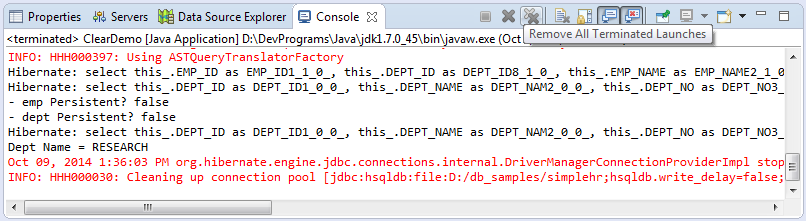 Properties Servers Data Source Explorer Console
<terminated> ClearDemo [Java Application] D:\DevPrograms\Java\jdk1.7.0_45\bin\javaw.exe (Oct
Remove All Terminated Launches
INFO: HHH000397: Using ASTQueryTranslatorFactory
Hibernate: select this_.EMP_ID as EMP_ID1_1_0_, this_.DEPT_ID as DEPT_ID8_1_0_, this_.EMP_NAME as EMP_NAME2_1_0
Hibernate: select this_.DEPT_ID as DEPT_ID1_0_0_, this_.DEPT_NAME as DEPT_NAM2_0_0_, this_.DEPT_NO as DEPT_NO3_
- emp Persistent? false
- dept Persistent? false
Hibernate: select this_.DEPT_ID as DEPT_ID1_0_0_, this_.DEPT_NAME as DEPT_NAM2_0_0_, this_.DEPT_NO as DEPT_NO3_
Dept Name = RESEARCH
Oct 09, 2014 1:36:03 PM org.hibernate.engine.jdbc.connections.internal.DriverManagerConnectionProviderImpl stop
INFO: HHH000030: Cleaning up connection pool [jdbc:hsqldb:file:D:/db_samples/simplehr;hsqldb.write_delay=false;